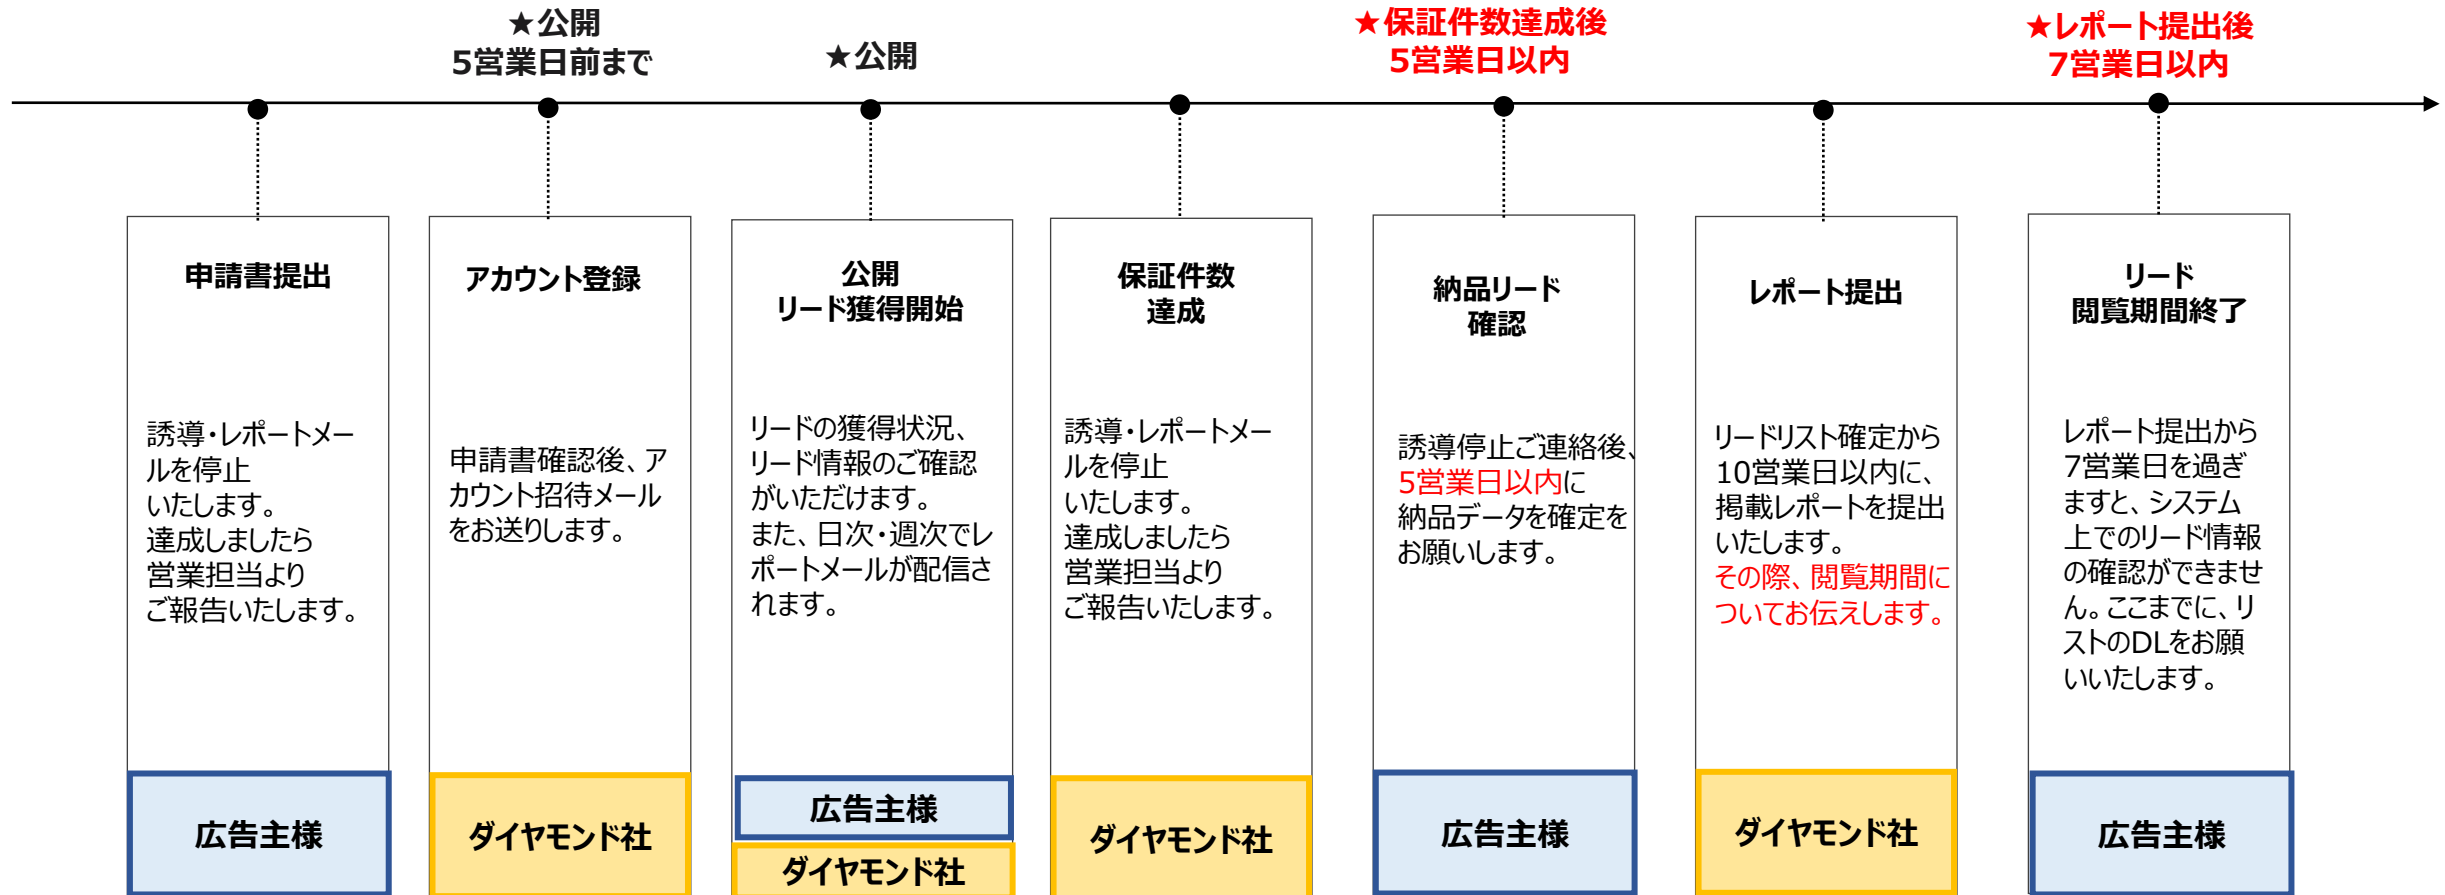 ★公開
5営業日前まで
★公開
★保証件数達成後
5営業日以内
★レポート提出後
7営業日以内
申請書提出
誘導・レポートメー
ルを停止
いたします。
達成しましたら
営業担当より
ご報告いたします。
広告主様
アカウント登録
申請書確認後、ア
カウント招待メール
をお送りします。
ダイヤモンド社
公開
リード獲得開始
リードの獲得状況、
リード情報のご確認
がいただけます。
また、日次・週次でレ
ポートメールが配信さ
れます。
広告主様
ダイヤモンド社
保証件数
達成
誘導・レポートメー
ルを停止
いたします。
達成しましたら
営業担当より
ご報告いたします。
ダイヤモンド社
納品リード
確認
誘導停止ご連絡後、
5営業日以内に
納品データを確定を
お願いします。
広告主様
レポート提出
リードリスト確定から
10営業日以内に、
掲載レポートを提出
いたします。
その際、閲覧期間に
ついてお伝えします。
ダイヤモンド社
リード
閲覧期間終了
レポート提出から
7営業日を過ぎ
ますと、システム
上でのリード情報
の確認ができませ
ん。ここまでに、リ
ストのDLをお願
いいたします。
広告主様